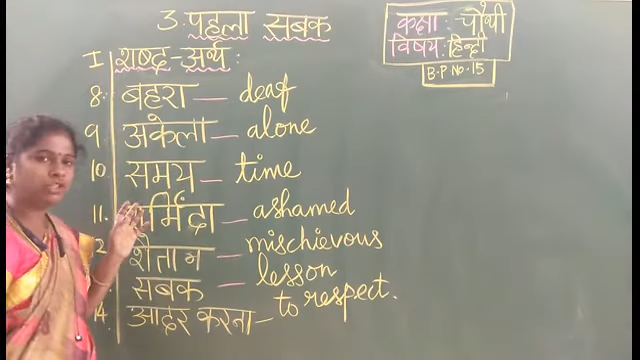 3. पहला सबक
कक्षा: चौथी
विषय: हिन्दी
B.P No. 15
I शब्द-अर्थ:
8. बहरा — deaf
9 अकेला — alone
10. समय — time
11. — ashamed
2 शैतान — mischievous
सबक — lesson
14. आदर करना — to respect.